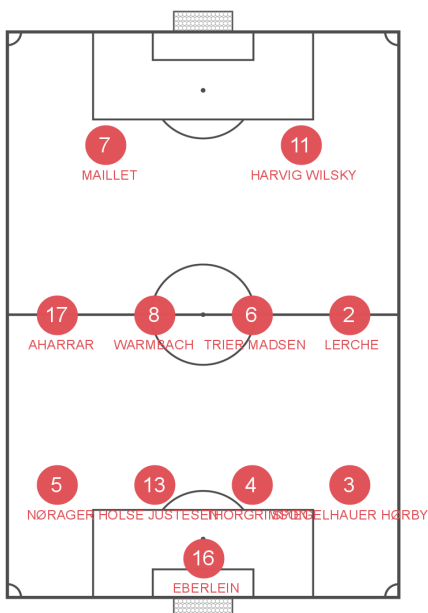 7
11
MAILLET
HARVIG WILSKY
17
8
6
2
AHARRAR
WARMBACH
TRIER MADSEN
LERCHE
5
13
4
3
NØRAGER
HOLSE JUSTESEN
HØRBY
16
EBERLEIN